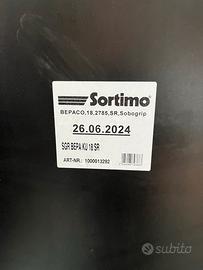 Sortimo
BEPACO,18,2785,SR,Sobogrip
26.06.2024
SGR BEPA KU 18 SR
ART-NR.: 1000013292
subito